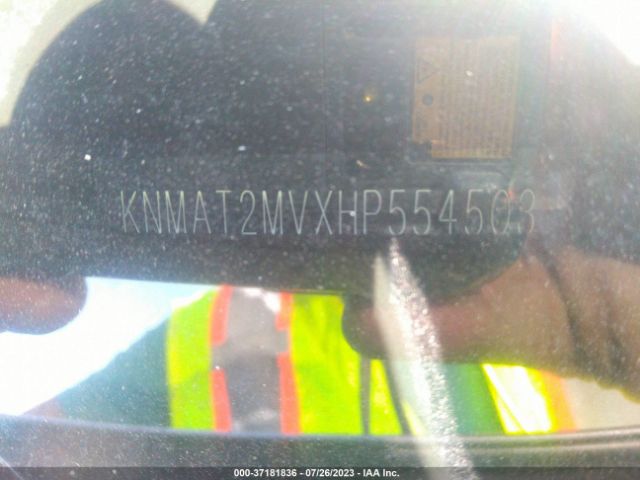 KNMAT2MVXHP554503
000-37181836 - 07/26/2023 - IAA Inc.